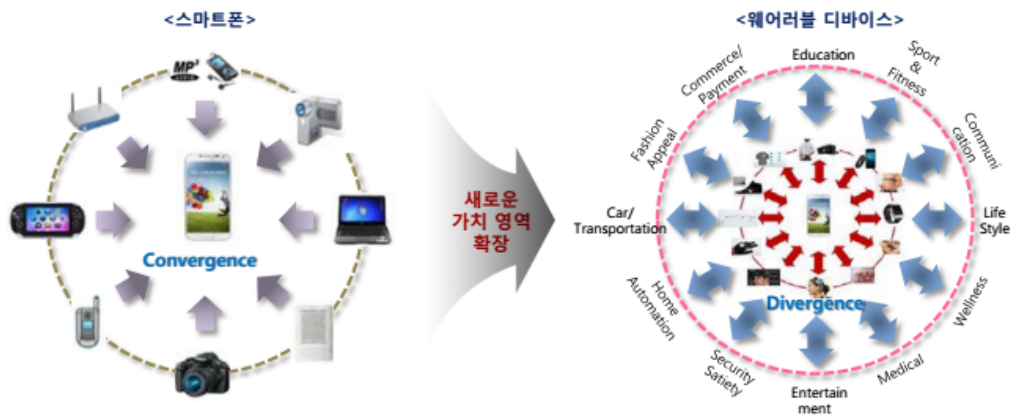 <스마트폰>
MP3
AUDIO
Convergence
새로운
가치 영역
확장
<웨어러블 디바이스>
Education
Sport
&
Fitness
Communi
cation
Life
Style
Wellness
Medical
Entertain
ment
Security
Satiety
Home
Automation
Car/
Transportation
Fashion
Appeal
Commerce/
Payment
Divergence